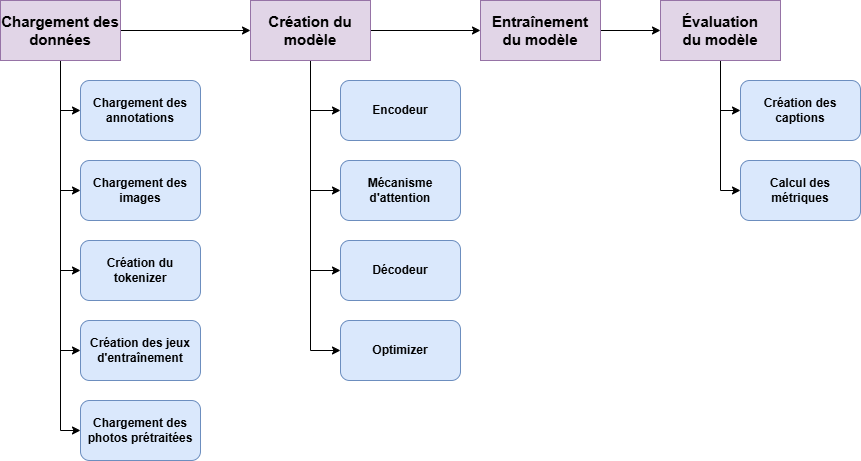 Chargement des
données
Création du
modèle
Entraînement
du modèle
Évaluation
du modèle
Chargement des
annotations
Chargement des
images
Création du
tokenizer
Création des jeux
d'entraînement
Chargement des
photos prétraitées
Encodeur
Mécanisme
d'attention
Décodeur
Optimizer
Création des
captions
Calcul des
métriques